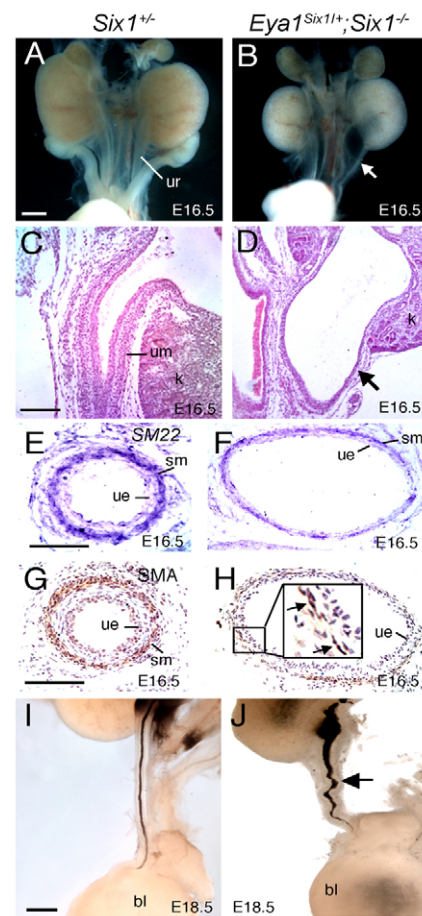 Six1+/- Eya1Six1/+;Six1-/-
A
ur
E16.5
B
E16.5
C
um
k
E16.5
D
k
E16.5
E
SM22
sm
ue
E16.5
F
sm
ue
E16.5
G
SMA
ue
sm
E16.5
H
ue
E16.5
I
bl
E18.5
J
bl
E18.5